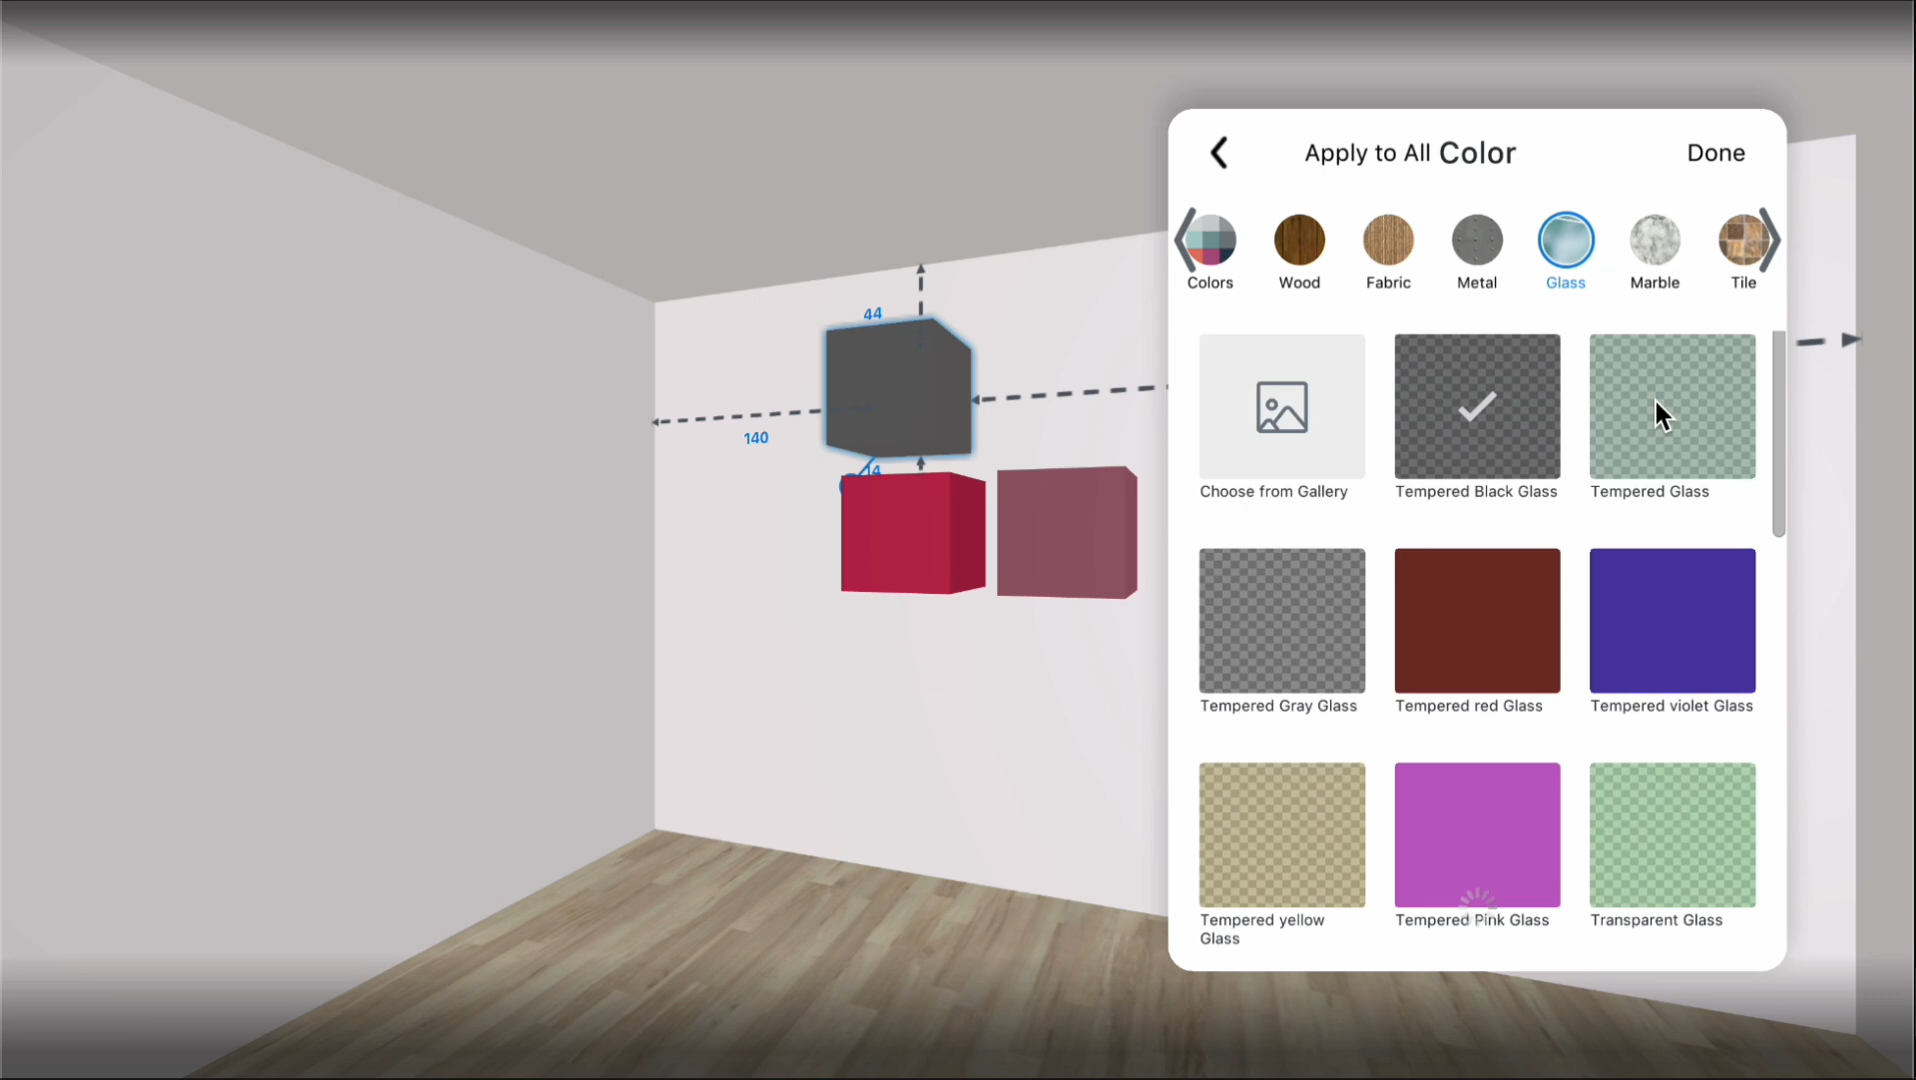 44
140
14
Apply to All Color
Done
Colors
Wood
Fabric
Metal
Glass
Marble
Tile
Choose from Gallery
Tempered Black Glass
Tempered Glass
Tempered Gray Glass
Tempered red Glass
Tempered violet Glass
Tempered yellow
Glass
Tempered Pink Glass
Transparent Glass